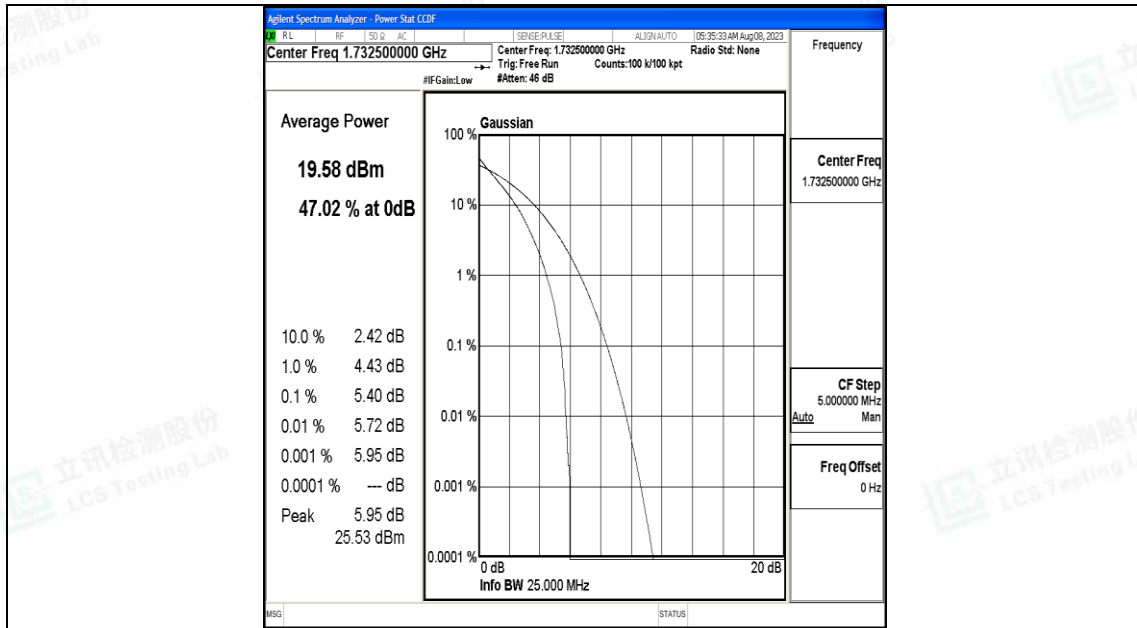 Agilent Spectrum Analyzer - Power Stat CCDF
LXI RL RF 50 Ω AC SENSE:PULSE ALIGN AUTO 05:35:33 AM Aug 08, 2023
Center Freq 1.732500000 GHz
Center Freq: 1.732500000 GHz Radio Std: None
Trig: Free Run Counts:100 k/100 kpt
#IFGain:Low #Atten: 46 dB
Frequency
Average Power
19.58 dBm
47.02 % at 0dB
10.0 % 2.42 dB
1.0 % 4.43 dB
0.1 % 5.40 dB
0.01 % 5.72 dB
0.001 % 5.95 dB
0.0001 % --- dB
Peak 5.95 dB
25.53 dBm
Gaussian
100 %
10 %
1 %
0.1 %
0.01 %
0.001 %
0.0001 %
0 dB 20 dB
Info BW 25.000 MHz
Center Freq
1.732500000 GHz
CF Step
5.000000 MHz
Auto Man
Freq Offset
0 Hz
MSG STATUS
立讯检测股份
LCS Testing Lab